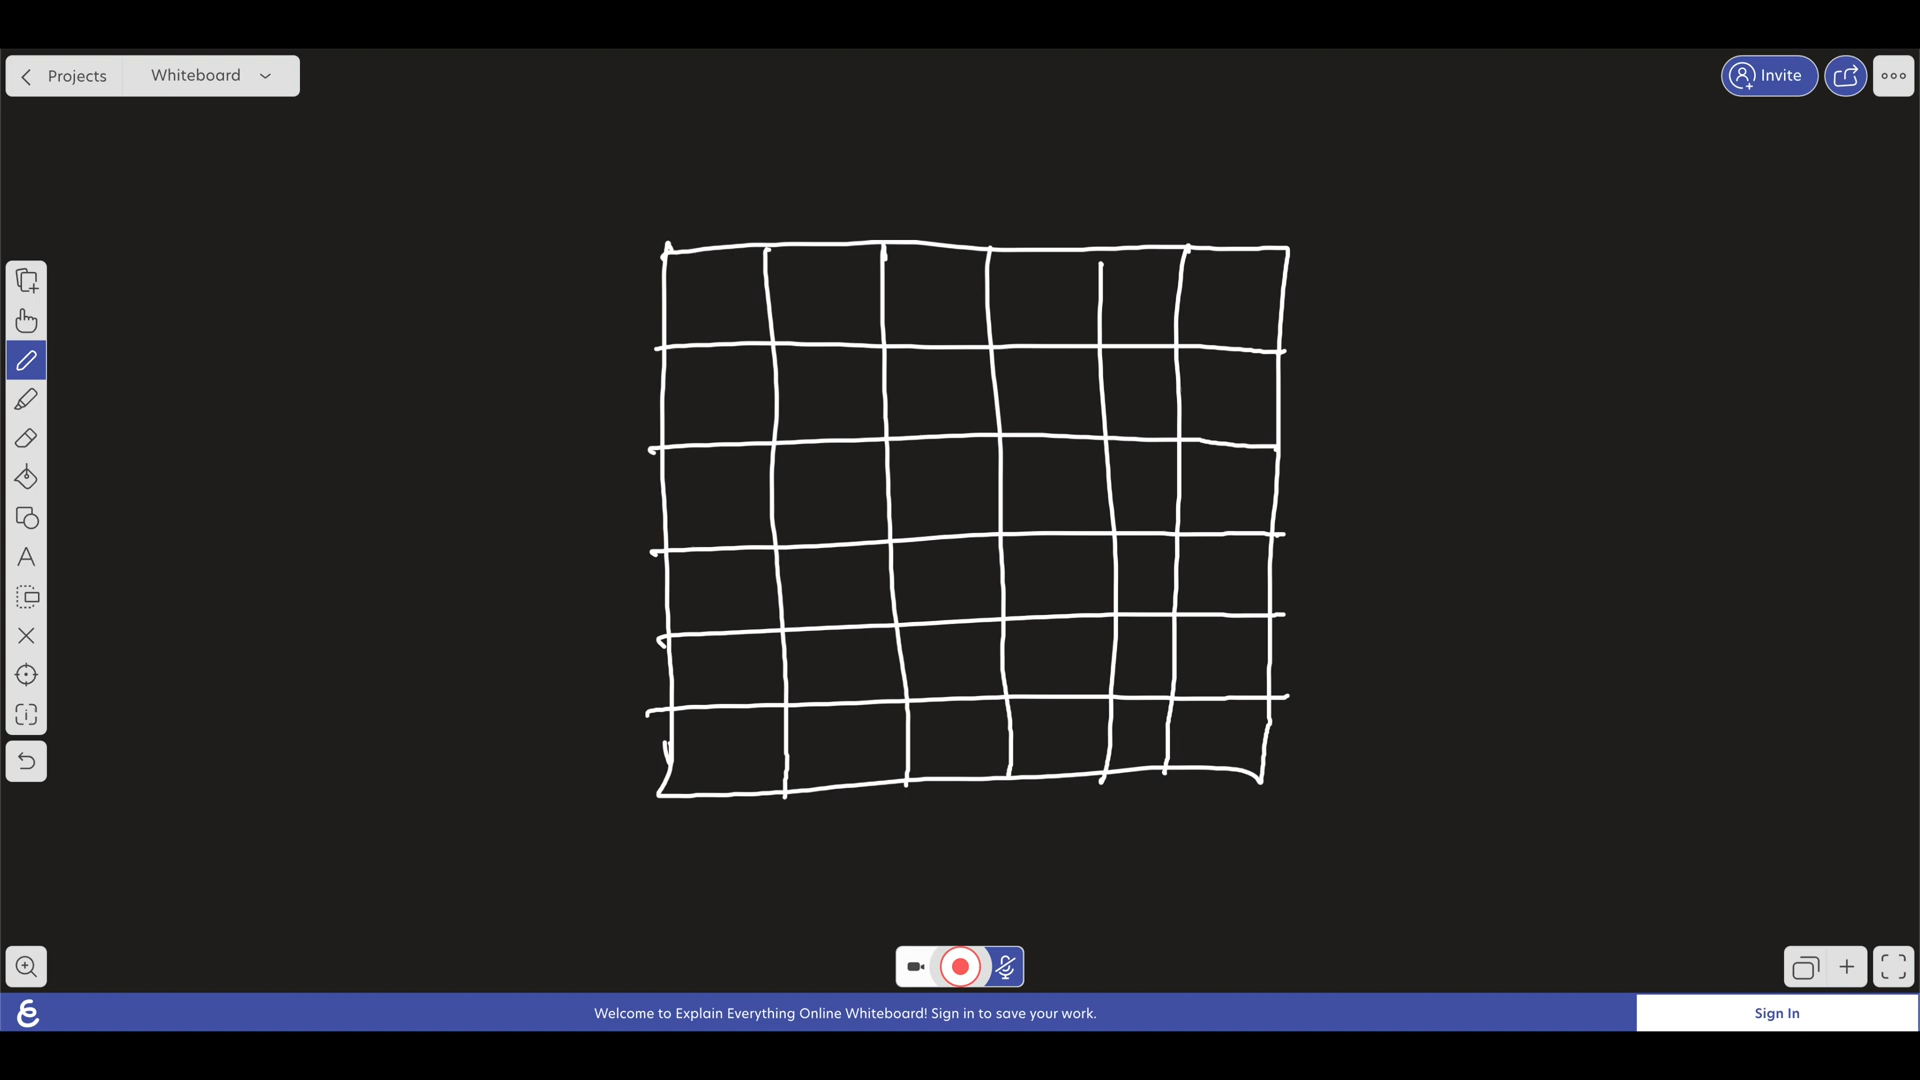 Projects
Whiteboard
Invite
Welcome to Explain Everything Online Whiteboard! Sign in to save your work.
Sign In